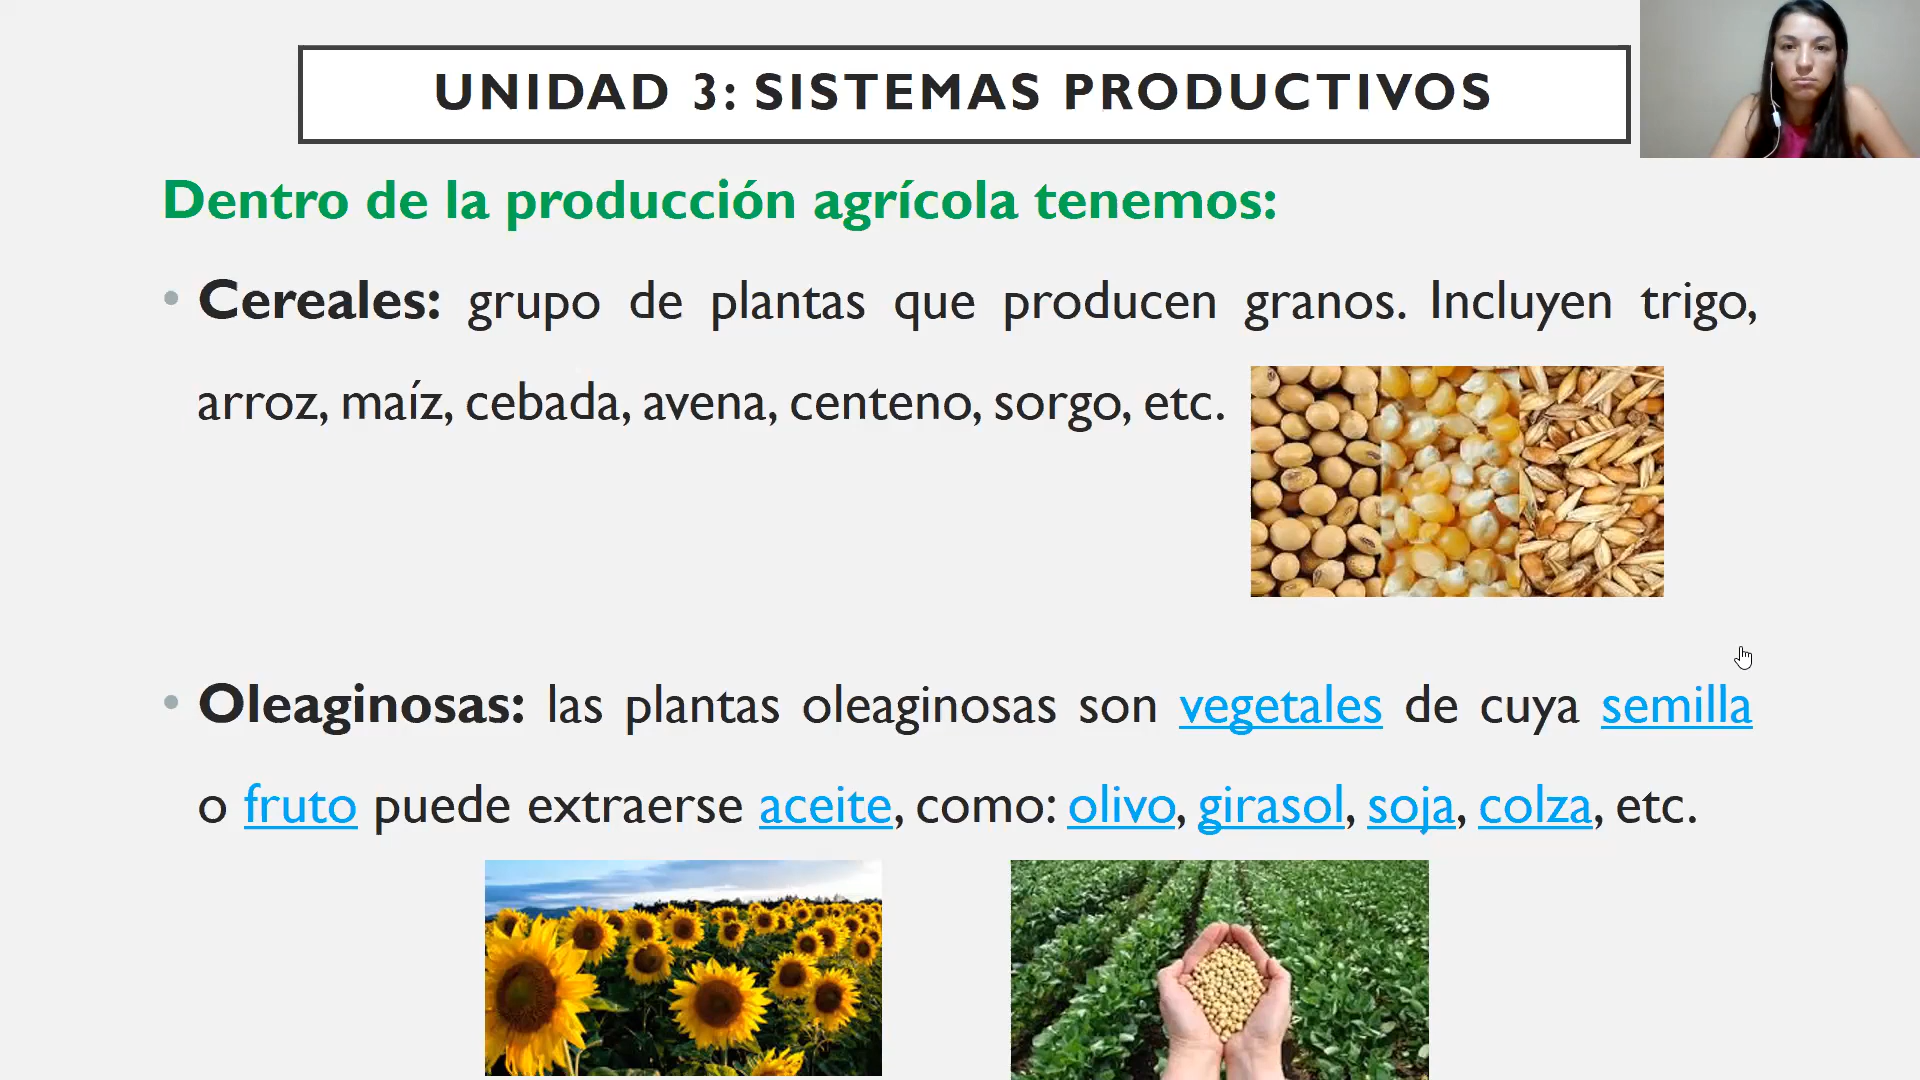 UNIDAD 3: SISTEMAS PRODUCTIVOS
Dentro de la producción agrícola tenemos:
• Cereales: grupo de plantas que producen granos. Incluyen trigo,
arroz, maíz, cebada, avena, centeno, sorgo, etc.
• Oleaginosas: las plantas oleaginosas son vegetales de cuya semilla
o fruto puede extraerse aceite, como: olivo, girasol, soja, colza, etc.